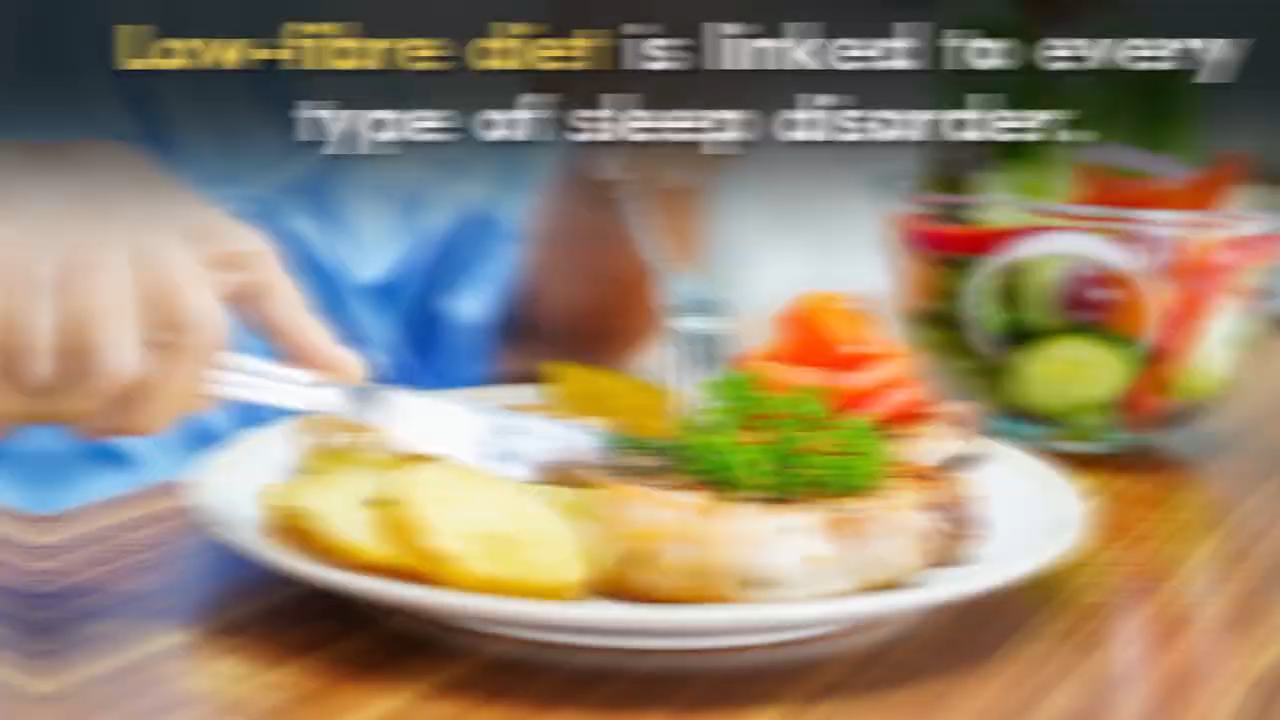 Low-fibre diet is linked to every
type of sleep disorder..